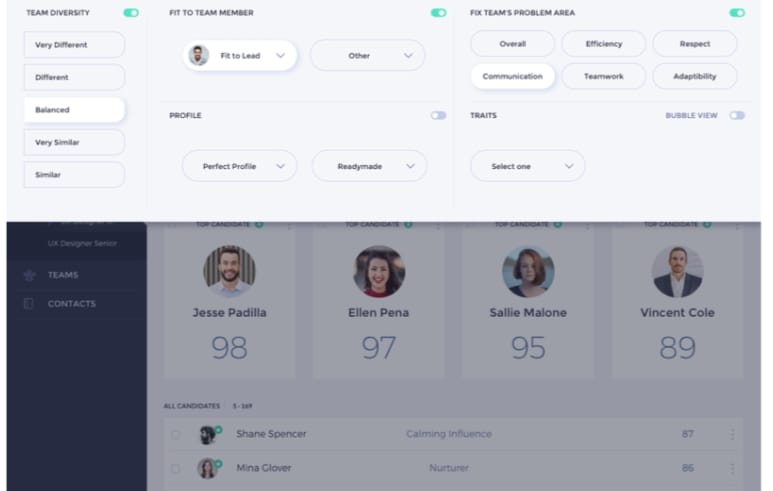 TEAM DIVERSITY
Very Different
Different
Balanced
Very Similar
Similar
FIT TO TEAM MEMBER
Fit to Lead
Other
PROFILE
Perfect Profile
Readymade
FIX TEAM'S PROBLEM AREA
Overall
Efficiency
Respect
Communication
Teamwork
Adaptibility
TRAITS
BUBBLE VIEW
Select one
UX Designer Senior
TEAMS
CONTACTS
TOP CANDIDATE
TOP CANDIDATE
TOP CANDIDATE
TOP CANDIDATE
Jesse Padilla
Ellen Pena
Sallie Malone
Vincent Cole
98
97
95
89
ALL CANDIDATES
5 - 169
Shane Spencer
Calming Influence
87
Mina Glover
Nurturer
86